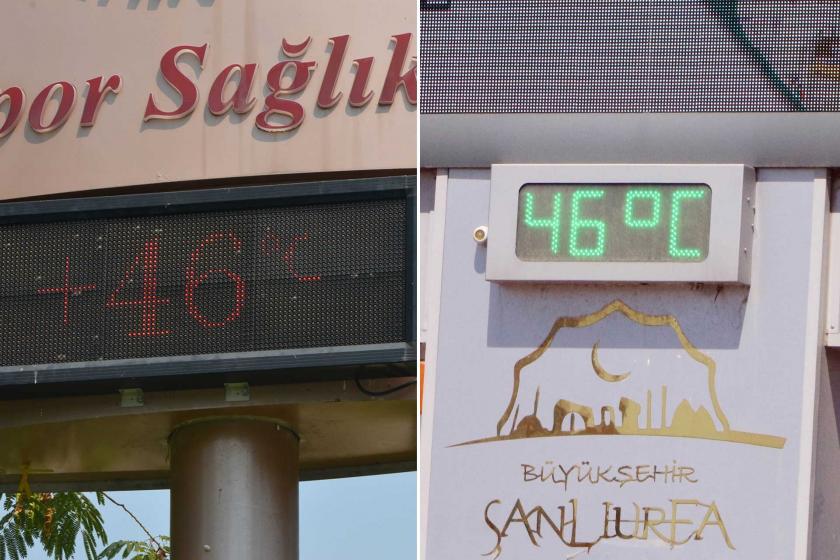 por Sağlık
+46°C
46°C
BÜYÜKŞEHİR
ŞANLIURFA